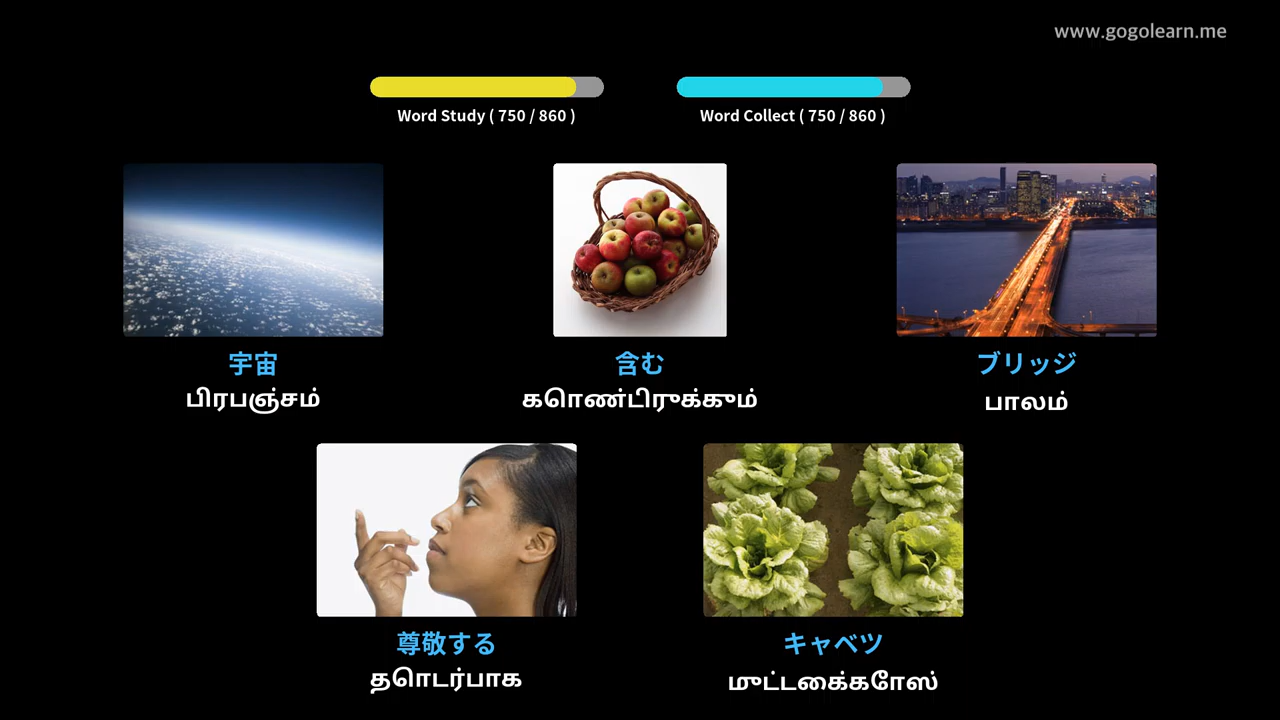 www.gogolearn.me
Word Study ( 750 / 860 )
Word Collect ( 750 / 860 )
宇宙
பிரபஞ்சம்
含む
கொண்டிருக்கும்
ブリッジ
பாலம்
尊敬する
தொடர்பாக
キャベツ
முட்டைக்கோஸ்